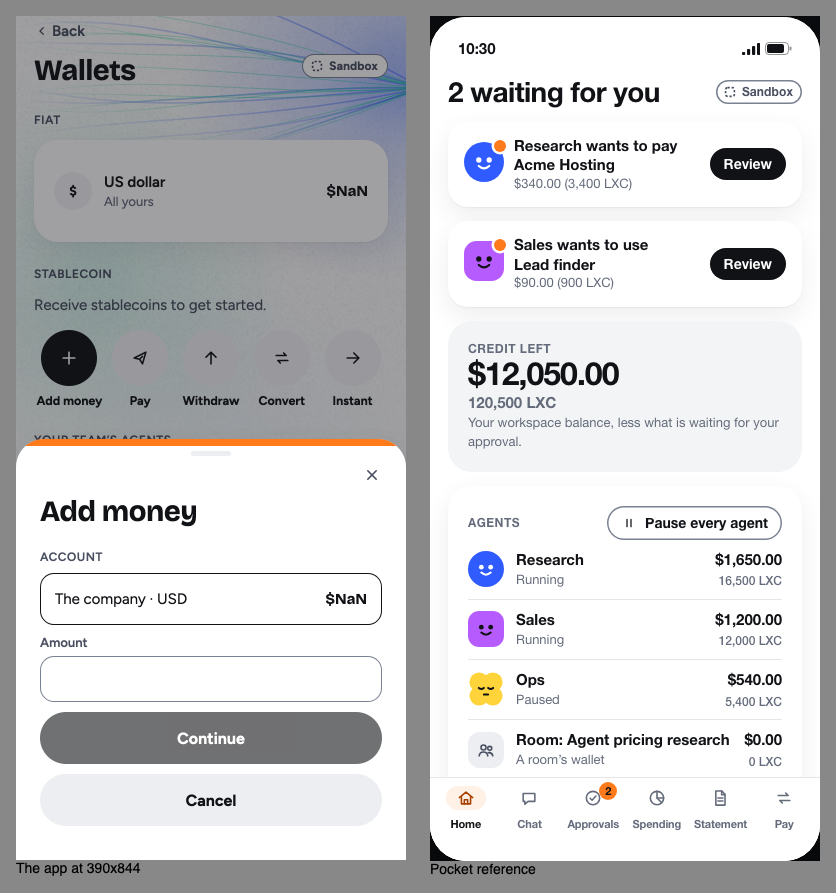 Back
Wallets
Sandbox
FIAT
$
US dollar
All yours
$NaN
STABLECOIN
Receive stablecoins to get started.
Add money
Pay
Withdraw
Convert
Instant
YOUR TEAM'S AGENTS
Add money
ACCOUNT
The company · USD
$NaN
Amount
Continue
Cancel
The app at 390x844
10:30
2 waiting for you
Sandbox
Research wants to pay
Acme Hosting
$340.00 (3,400 LXC)
Review
Sales wants to use
Lead finder
$90.00 (900 LXC)
Review
CREDIT LEFT
$12,050.00
120,500 LXC
Your workspace balance, less what is waiting for your
approval.
AGENTS
Pause every agent
Research
$1,650.00
Running
16,500 LXC
Sales
$1,200.00
Running
12,000 LXC
Ops
$540.00
Paused
5,400 LXC
Room: Agent pricing research
$0.00
A room's wallet
0 LXC
2
Home
Chat
Approvals
Spending
Statement
Pay
Pocket reference